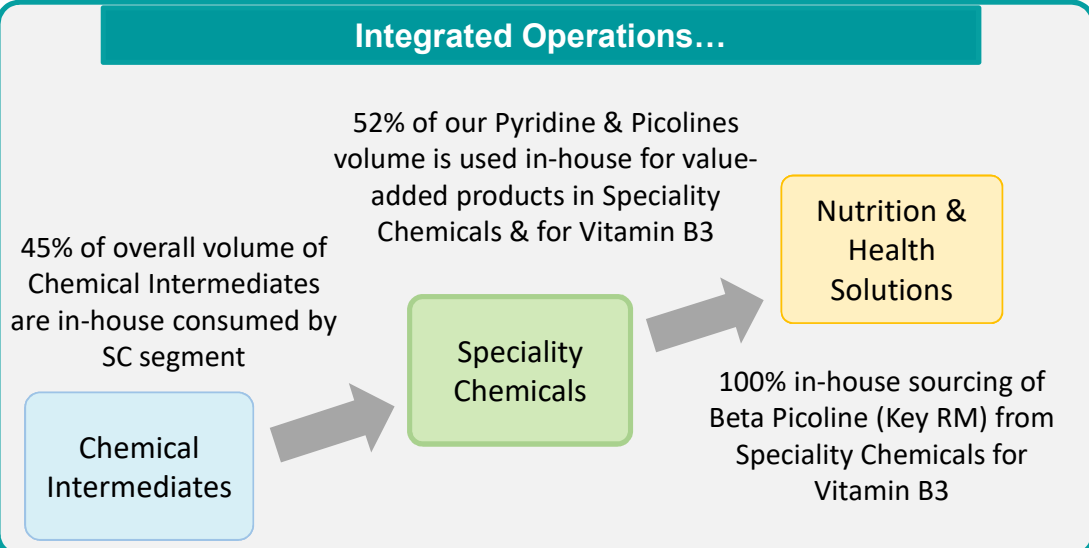 Integrated Operations…
52% of our Pyridine & Picolines
volume is used in-house for value-
added products in Speciality
Chemicals & for Vitamin B3
45% of overall volume of
Chemical Intermediates
are in-house consumed by
SC segment
Nutrition &
Health
Solutions
Speciality
Chemicals
100% in-house sourcing of
Beta Picoline (Key RM) from
Speciality Chemicals for
Vitamin B3
Chemical
Intermediates